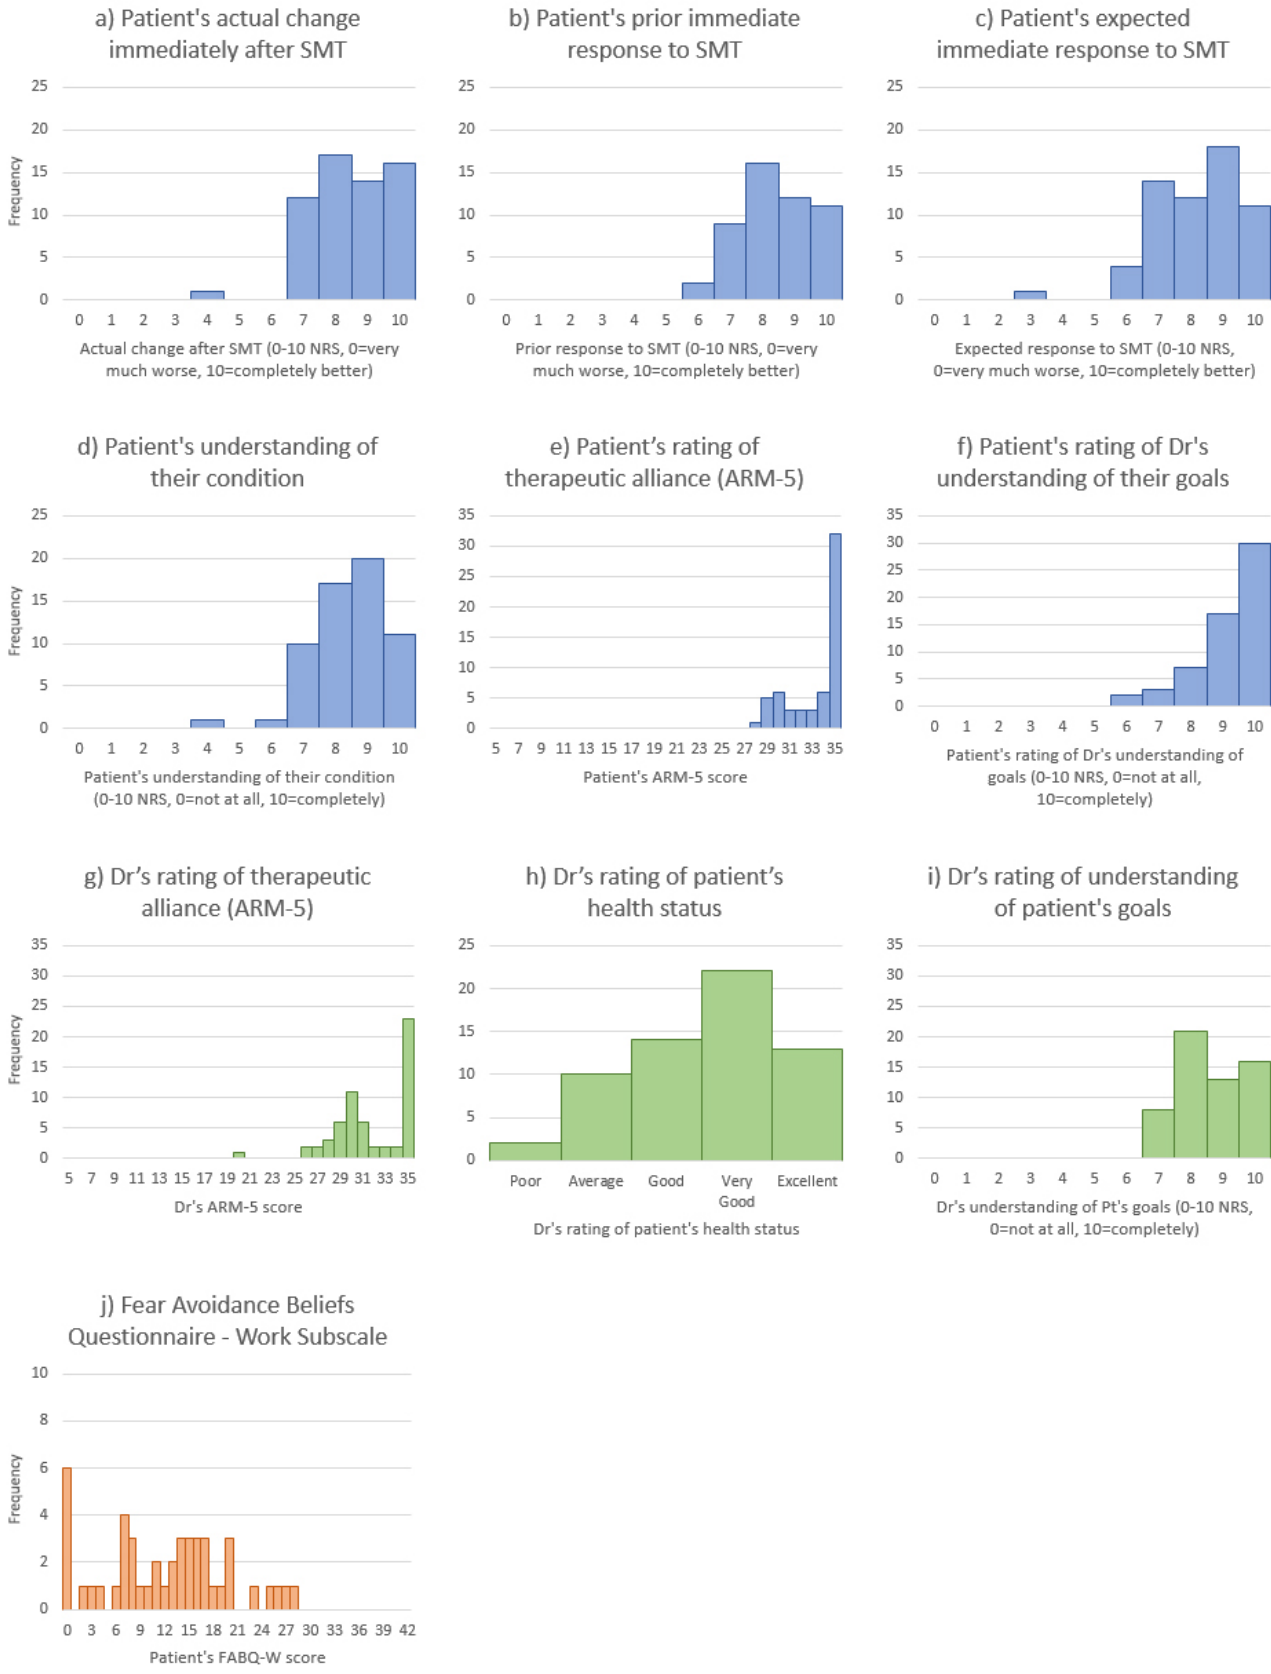 a) Patient's actual change
immediately after SMT
25
20
15
10
5
0
Frequency
0 1 2 3 4 5 6 7 8 9 10
Actual change after SMT (0-10 NRS, 0=very
much worse, 10=completely better)
b) Patient's prior immediate
response to SMT
25
20
15
10
5
0
0 1 2 3 4 5 6 7 8 9 10
Prior response to SMT (0-10 NRS, 0=very
much worse, 10=completely better)
c) Patient's expected
immediate response to SMT
25
20
15
10
5
0
0 1 2 3 4 5 6 7 8 9 10
Expected response to SMT (0-10 NRS,
0=very much worse, 10=completely better)
d) Patient's understanding of
their condition
25
20
15
10
5
0
Frequency
0 1 2 3 4 5 6 7 8 9 10
Patient's understanding of their condition
(0-10 NRS, 0=not at all, 10=completely)
e) Patient’s rating of
therapeutic alliance (ARM-5)
35
30
25
20
15
10
5
0
5 7 9 11 13 15 17 19 21 23 25 27 29 31 33 35
Patient's ARM-5 score
f) Patient's rating of Dr's
understanding of their goals
35
30
25
20
15
10
5
0
0 1 2 3 4 5 6 7 8 9 10
Patient's rating of Dr's understanding of
goals (0-10 NRS, 0=not at all,
10=completely)
g) Dr’s rating of therapeutic
alliance (ARM-5)
35
30
25
20
15
10
5
0
Frequency
5 7 9 11 13 15 17 19 21 23 25 27 29 31 33 35
Dr's ARM-5 score
h) Dr’s rating of patient’s
health status
25
20
15
10
5
0
Poor Average Good Very Excellent
Good
Dr's rating of patient's health status
i) Dr’s rating of understanding
of patient's goals
35
30
25
20
15
10
5
0
0 1 2 3 4 5 6 7 8 9 10
Dr's understanding of Pt's goals (0-10 NRS,
0=not at all, 10=completely)
j) Fear Avoidance Beliefs
Questionnaire - Work Subscale
10
8
6
4
2
0
Frequency
0 3 6 9 12 15 18 21 24 27 30 33 36 39 42
Patient's FABQ-W score